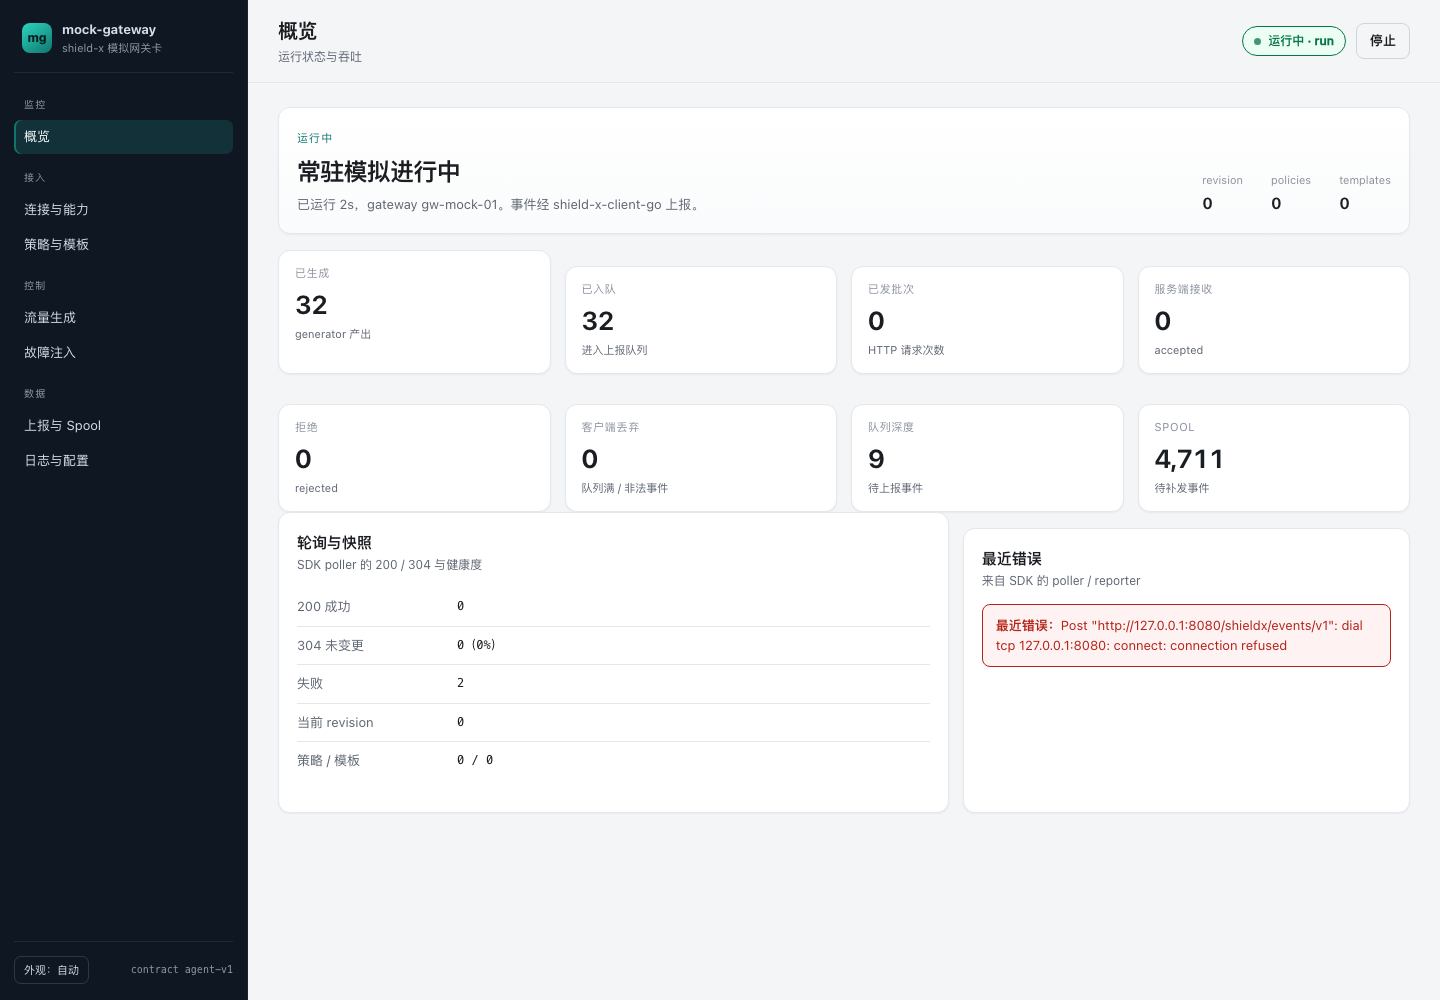 mg
mock-gateway
shield-x 模拟网关卡
监控
概览
接入
连接与能力
策略与模板
控制
流量生成
故障注入
数据
上报与 Spool
日志与配置
外观：自动
contract agent-v1
概览
运行状态与吞吐
运行中 · run
停止
运行中
常驻模拟进行中
已运行 2s，gateway gw-mock-01。事件经 shield-x-client-go 上报。
revision
0
policies
0
templates
0
已生成
32
generator 产出
已入队
32
进入上报队列
已发批次
0
HTTP 请求次数
服务端接收
0
accepted
拒绝
0
rejected
客户端丢弃
0
队列满 / 非法事件
队列深度
9
待上报事件
SPOOL
4,711
待补发事件
轮询与快照
SDK poller 的 200 / 304 与健康度
200 成功 0
304 未变更 0 (0%)
失败 2
当前 revision 0
策略 / 模板 0 / 0
最近错误
来自 SDK 的 poller / reporter
最近错误：Post "http://127.0.0.1:8080/shieldx/events/v1": dial
tcp 127.0.0.1:8080: connect: connection refused